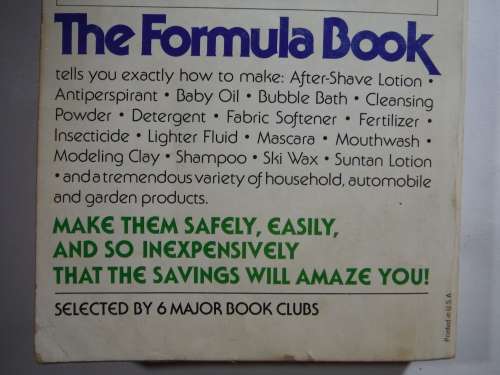 The Formula Book
tells you exactly how to make: After-Shave Lotion •
Antiperspirant • Baby Oil • Bubble Bath • Cleansing
Powder • Detergent • Fabric Softener • Fertilizer •
Insecticide • Lighter Fluid • Mascara • Mouthwash •
Modeling Clay • Shampoo • Ski Wax • Suntan Lotion
• and a tremendous variety of household, automobile
and garden products.
MAKE THEM SAFELY, EASILY,
AND SO INEXPENSIVELY
THAT THE SAVINGS WILL AMAZE YOU!
SELECTED BY 6 MAJOR BOOK CLUBS
Printed in U.S.A.